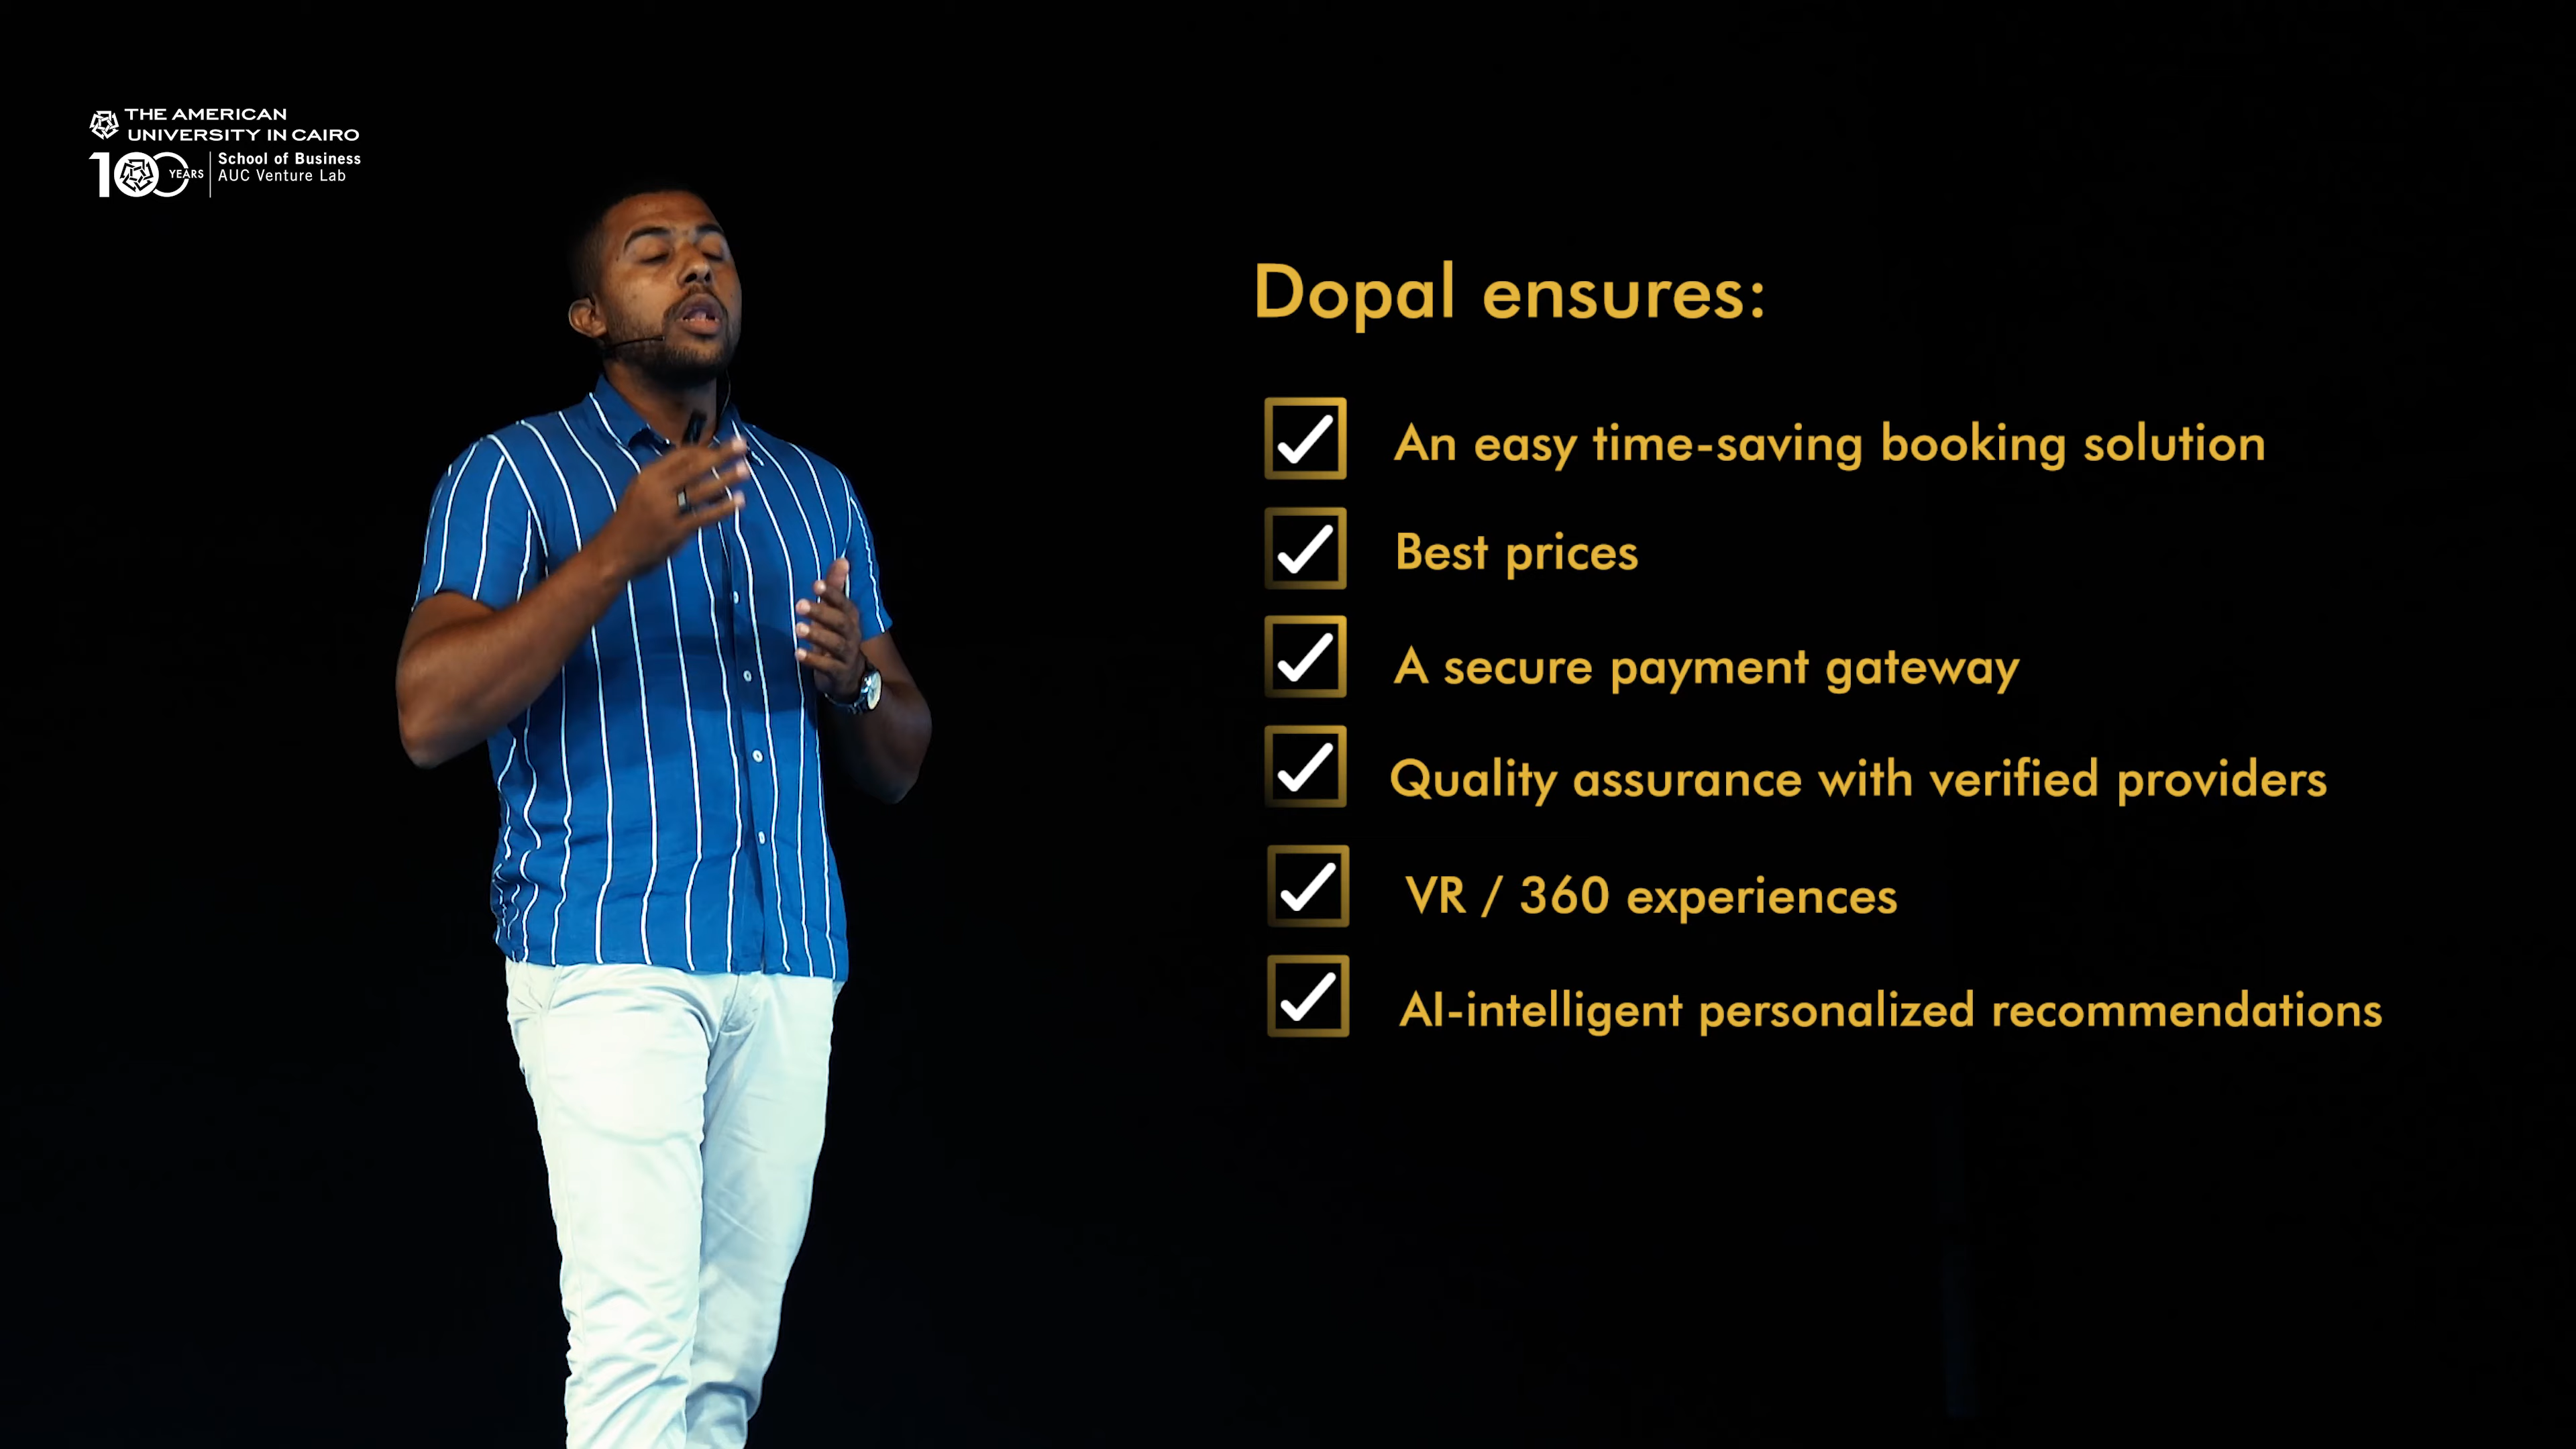 THE AMERICAN
UNIVERSITY IN CAIRO
100 YEARS
School of Business
AUC Venture Lab
Dopal ensures:
An easy time-saving booking solution
Best prices
A secure payment gateway
Quality assurance with verified providers
VR / 360 experiences
AI-intelligent personalized recommendations